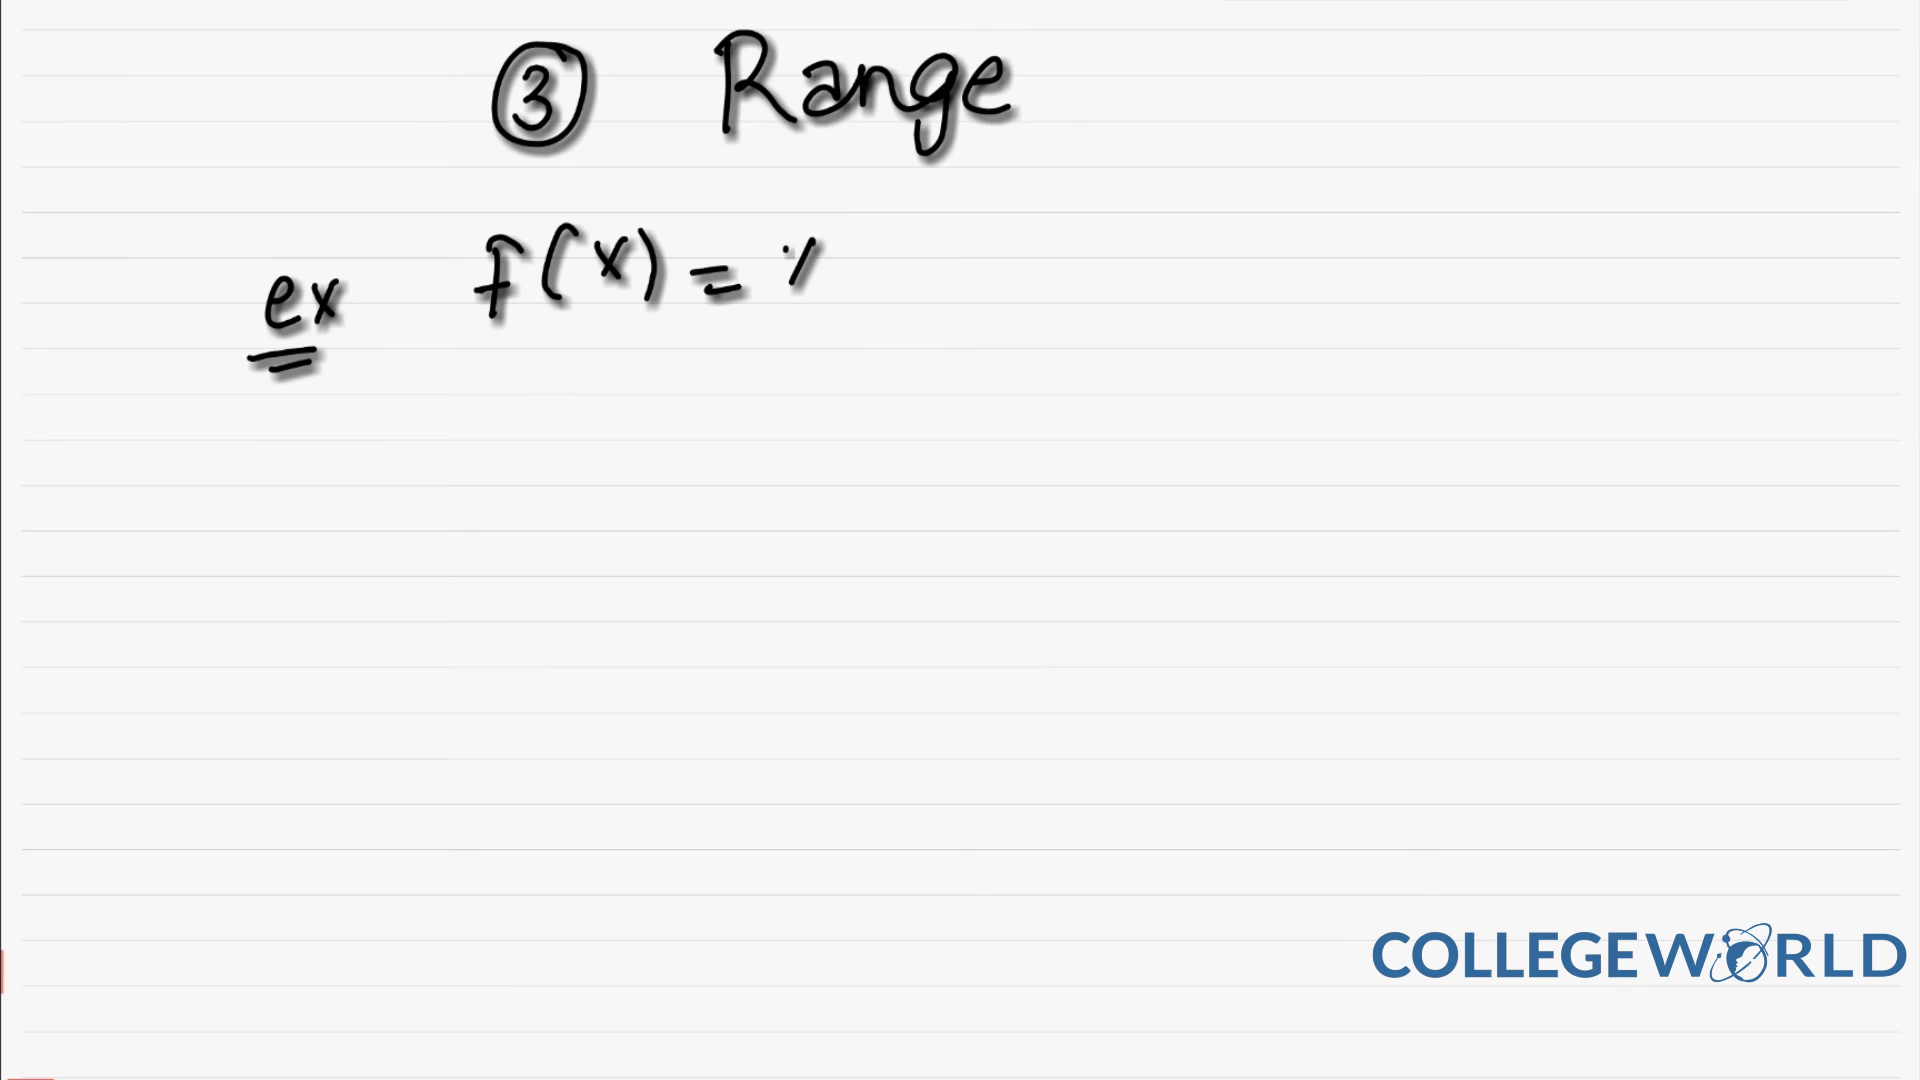 ③ Range
ex f(x) =
COLLEGEWORLD